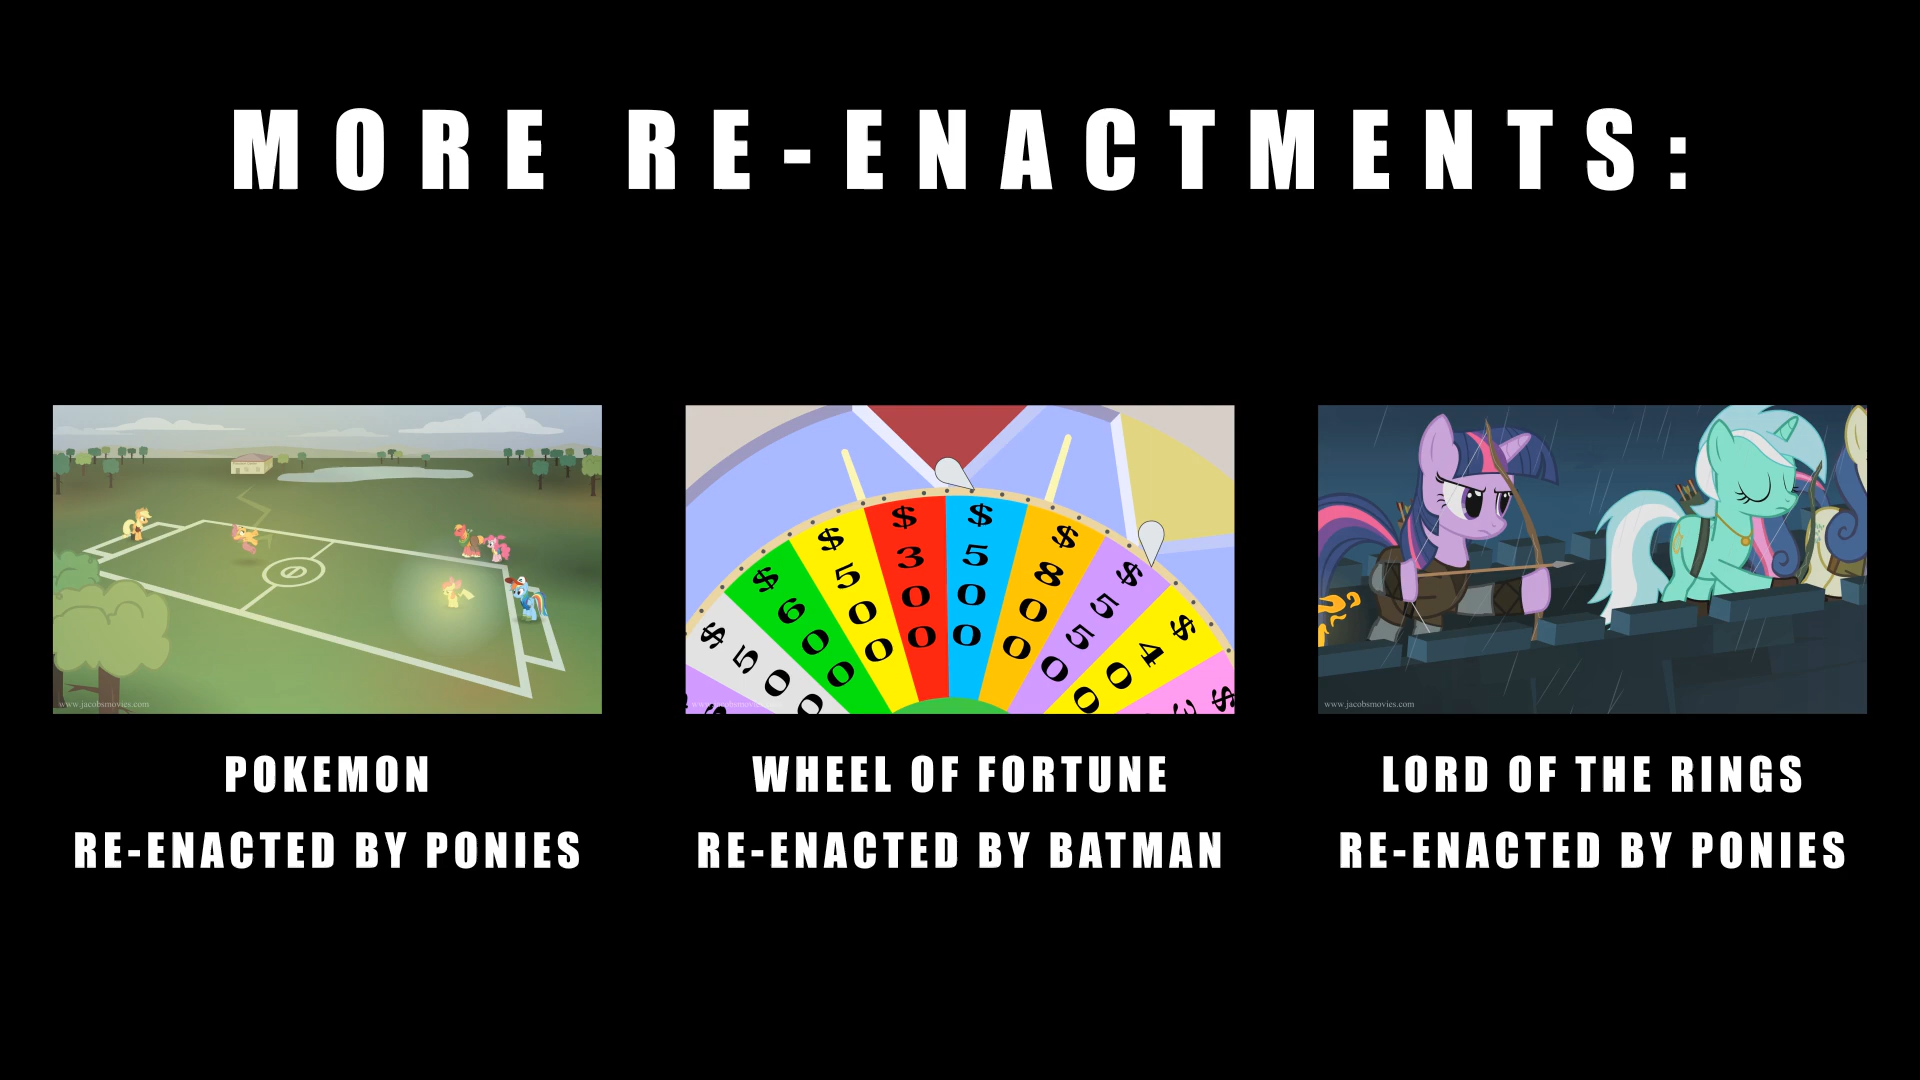 MORE RE-ENACTMENTS:
$500
$600
$500
$300
$500
$800
$550
$400
www.jacobsmovies.com
www.jacobsmovies.com
POKEMON
RE-ENACTED BY PONIES
WHEEL OF FORTUNE
RE-ENACTED BY BATMAN
LORD OF THE RINGS
RE-ENACTED BY PONIES